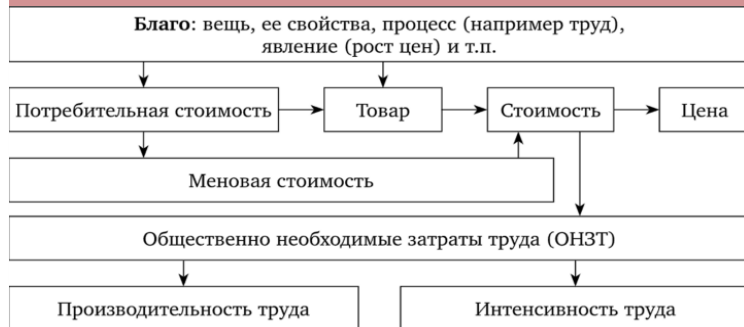 Благо: вещь, ее свойства, процесс (например труд),
явление (рост цен) и т.п.
Потребительная стоимость
Товар
Стоимость
Цена
Меновая стоимость
Общественно необходимые затраты труда (ОНЗТ)
Производительность труда
Интенсивность труда